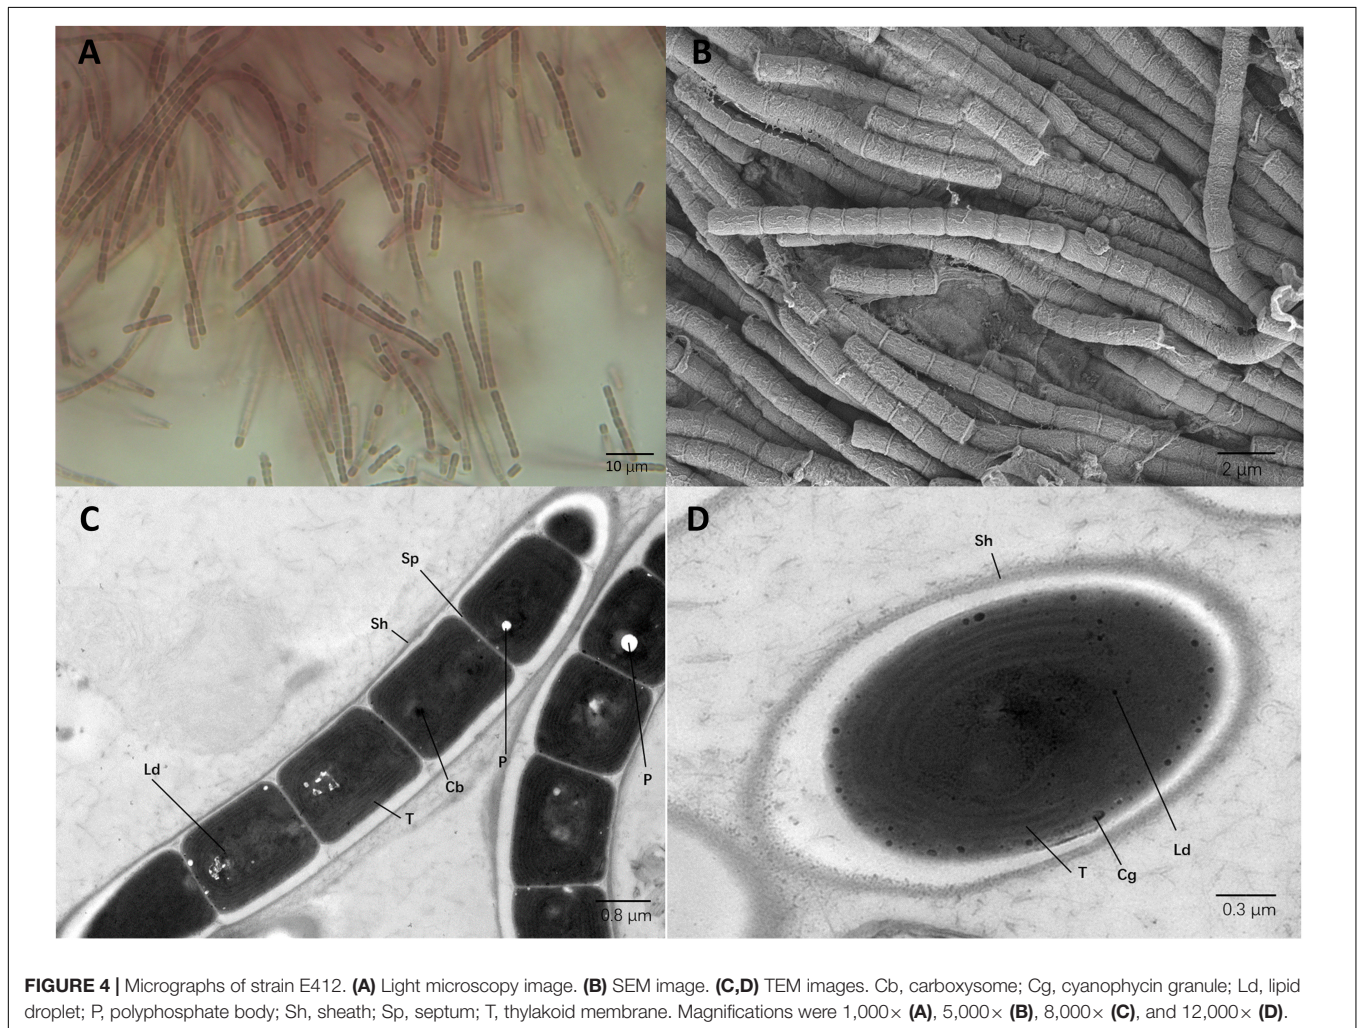 A
B
10 μm
2 μm
C
D
Sp
Sh
Sh
Ld
P
P
Cb
T
Ld
T
Cg
0.8 μm
0.3 μm
FIGURE 4 | Micrographs of strain E412. (A) Light microscopy image. (B) SEM image. (C,D) TEM images. Cb, carboxysome; Cg, cyanophycin granule; Ld, lipid
droplet; P, polyphosphate body; Sh, sheath; Sp, septum; T, thylakoid membrane. Magnifications were 1,000× (A), 5,000× (B), 8,000× (C), and 12,000× (D).